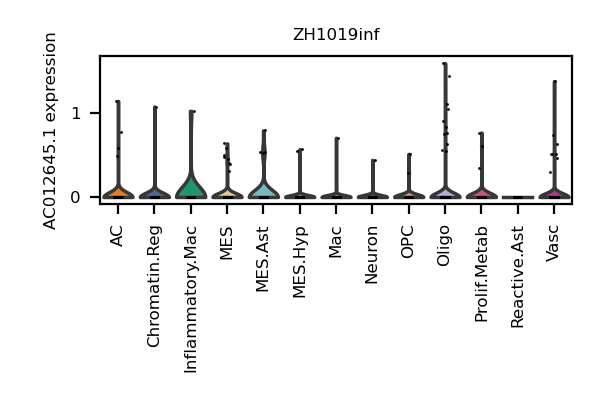 ZH1019inf
AC012645.1 expression
1
0
AC
Chromatin.Reg
Inflammatory.Mac
MES
MES.Ast
MES.Hyp
Mac
Neuron
OPC
Oligo
Prolif.Metab
Reactive.Ast
Vasc